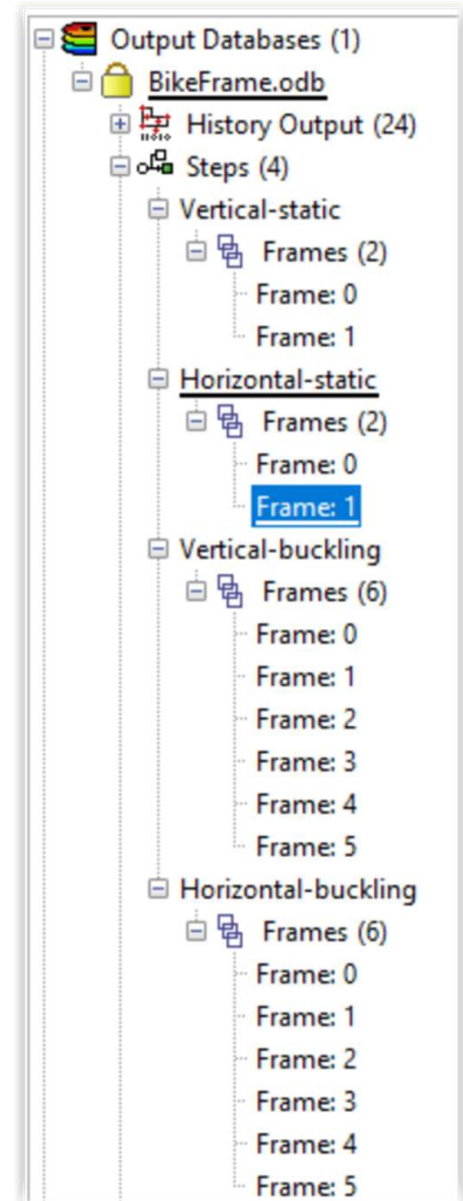 Output Databases (1)
BikeFrame.odb
History Output (24)
Steps (4)
Vertical-static
Frames (2)
Frame: 0
Frame: 1
Horizontal-static
Frames (2)
Frame: 0
Frame: 1
Vertical-buckling
Frames (6)
Frame: 0
Frame: 1
Frame: 2
Frame: 3
Frame: 4
Frame: 5
Horizontal-buckling
Frames (6)
Frame: 0
Frame: 1
Frame: 2
Frame: 3
Frame: 4
Frame: 5